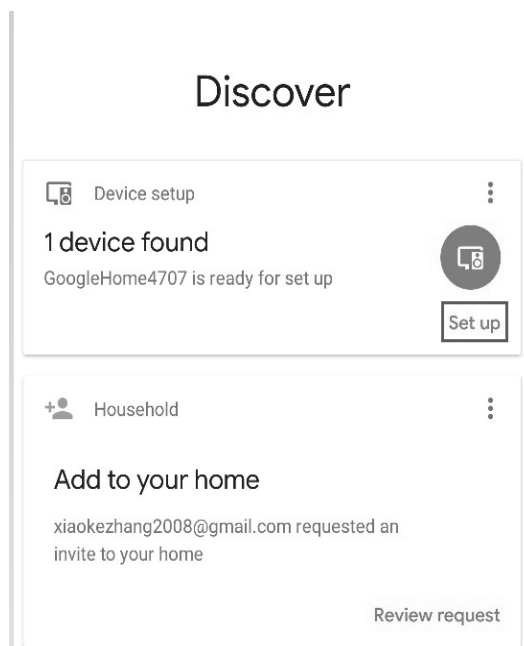 Discover
Device setup
1 device found
GoogleHome4707 is ready for set up
Set up
Household
Add to your home
xiaokezhang2008@gmail.com requested an
invite to your home
Review request